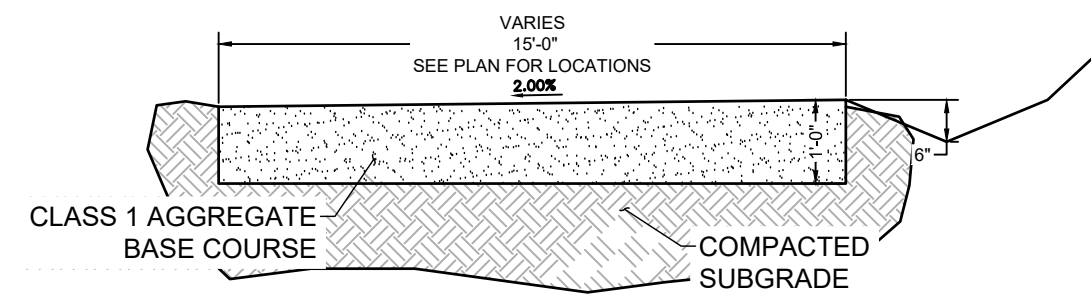 VARIES
15'-0"
SEE PLAN FOR LOCATIONS
2.00%
1'-0"
6"
CLASS 1 AGGREGATE
BASE COURSE
COMPACTED
SUBGRADE